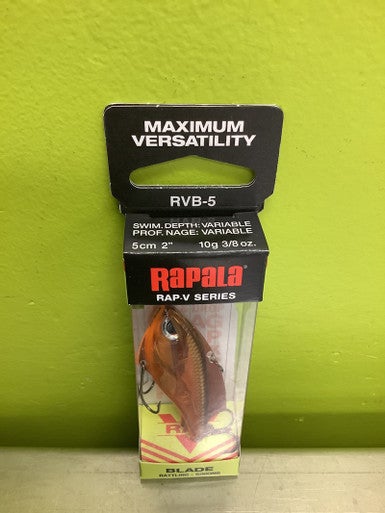 MAXIMUM
VERSATILITY
RVB-5
SWIM. DEPTH: VARIABLE
PROF. NAGE: VARIABLE
5cm 2" 10g 3/8 oz.
RAPALA
RAP-V SERIES
BLADE
RATTLING - SINKING